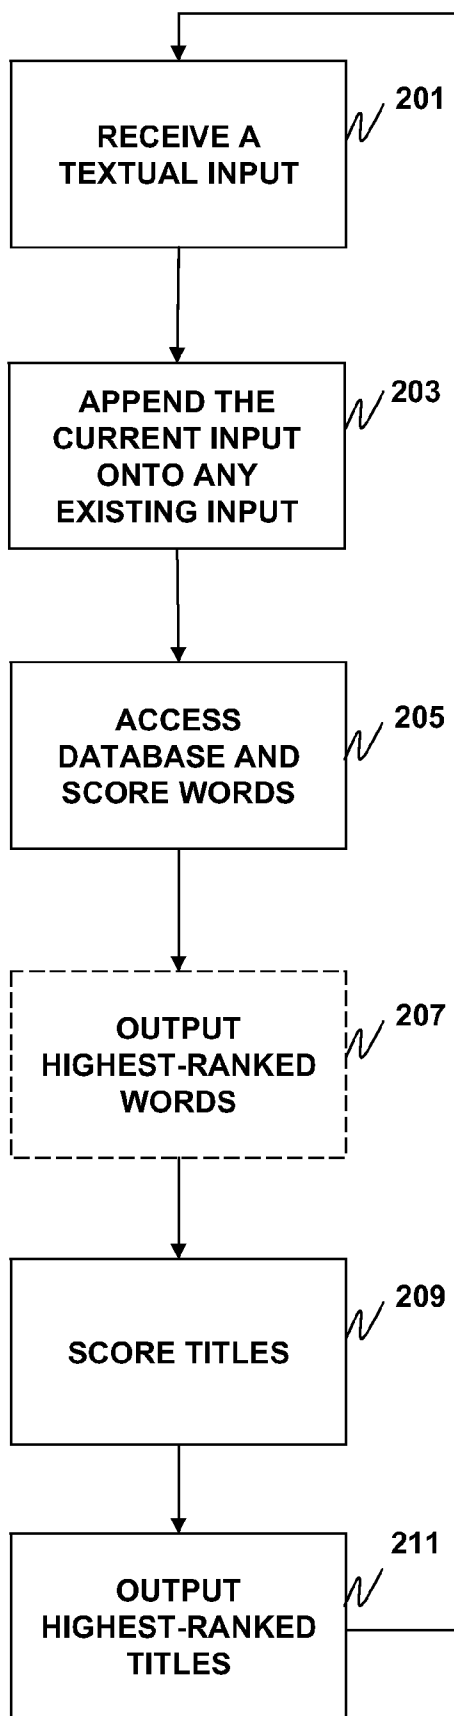 RECEIVE A
TEXTUAL INPUT
201
APPEND THE
CURRENT INPUT
ONTO ANY
EXISTING INPUT
203
ACCESS
DATABASE AND
SCORE WORDS
205
OUTPUT
HIGHEST-RANKED
WORDS
207
SCORE TITLES
209
OUTPUT
HIGHEST-RANKED
TITLES
211